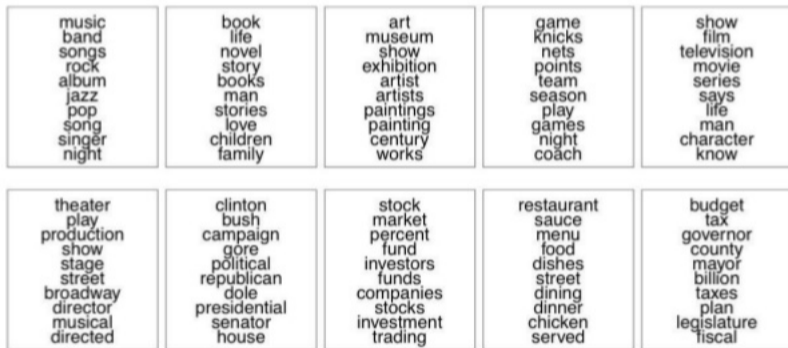 music
band
songs
rock
album
jazz
pop
song
singer
night
book
life
novel
story
books
man
stories
love
children
family
art
museum
show
exhibition
artist
artists
paintings
painting
century
works
game
knicks
nets
points
team
season
play
games
night
coach
show
film
television
movie
series
says
life
man
character
know
theater
play
production
show
stage
street
broadway
director
musical
directed
clinton
bush
campaign
gore
political
republican
dole
presidential
senator
house
stock
market
percent
fund
investors
funds
companies
stocks
investment
trading
restaurant
sauce
menu
food
dishes
street
dining
dinner
chicken
served
budget
tax
governor
county
mayor
billion
taxes
plan
legislature
fiscal